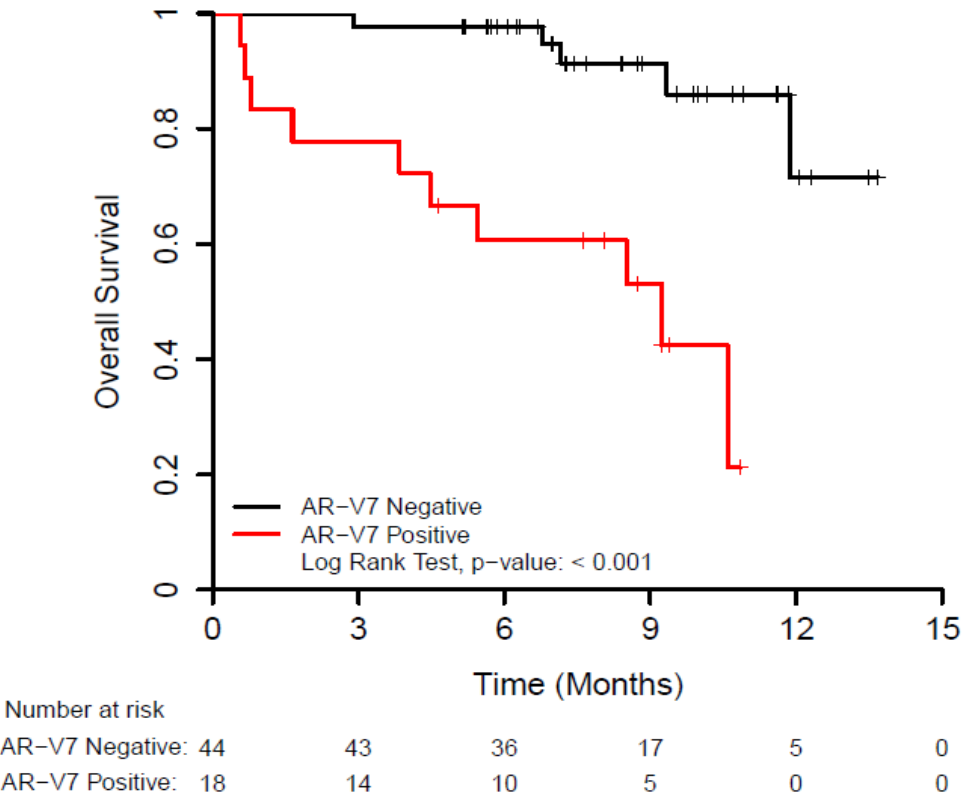 Overall Survival
1
0.8
0.6
0.4
0.2
0
AR−V7 Negative
AR−V7 Positive
Log Rank Test, p−value: < 0.001
0 3 6 9 12 15
Time (Months)
Number at risk
AR−V7 Negative: 44 43 36 17 5 0
AR−V7 Positive: 18 14 10 5 0 0